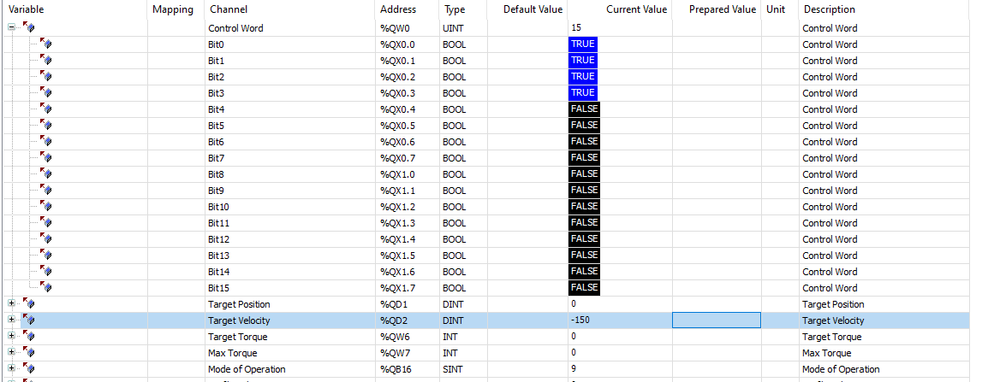 Variable Mapping Channel Address Type Default Value Current Value Prepared Value Unit Description
Control Word %QW0 UINT 15 Control Word
Bit0 %QX0.0 BOOL TRUE Control Word
Bit1 %QX0.1 BOOL TRUE Control Word
Bit2 %QX0.2 BOOL TRUE Control Word
Bit3 %QX0.3 BOOL TRUE Control Word
Bit4 %QX0.4 BOOL FALSE Control Word
Bit5 %QX0.5 BOOL FALSE Control Word
Bit6 %QX0.6 BOOL FALSE Control Word
Bit7 %QX0.7 BOOL FALSE Control Word
Bit8 %QX1.0 BOOL FALSE Control Word
Bit9 %QX1.1 BOOL FALSE Control Word
Bit10 %QX1.2 BOOL FALSE Control Word
Bit11 %QX1.3 BOOL FALSE Control Word
Bit12 %QX1.4 BOOL FALSE Control Word
Bit13 %QX1.5 BOOL FALSE Control Word
Bit14 %QX1.6 BOOL FALSE Control Word
Bit15 %QX1.7 BOOL FALSE Control Word
Target Position %QD1 DINT 0 Target Position
Target Velocity %QD2 DINT -150 Target Velocity
Target Torque %QW6 INT 0 Target Torque
Max Torque %QW7 INT 0 Max Torque
Mode of Operation %QB16 SINT 9 Mode of Operation